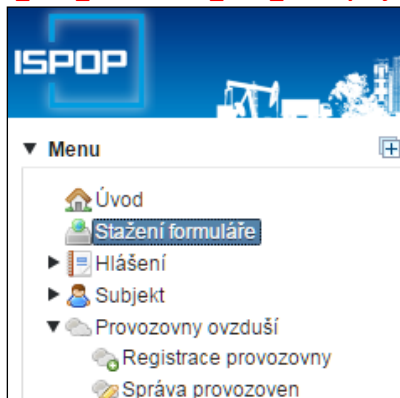 ISPOP
Menu
Úvod
Stažení formuláře
Hlášení
Subjekt
Provozovny ovzduší
Registrace provozovny
Správa provozoven